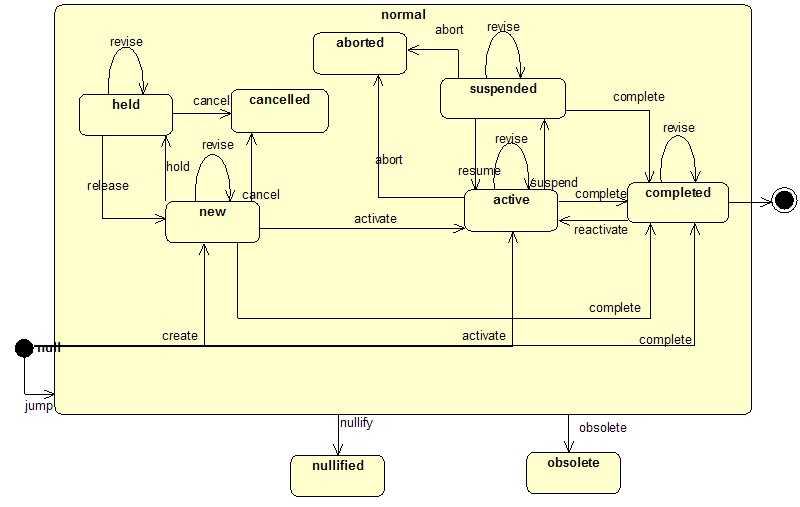 normal
abort
revise
revise
aborted
held
cancel
cancelled
suspended
complete
revise
hold
revise
abort
resume
revise
suspend
release
cancel
new
active
complete
completed
activate
reactivate
complete
create
activate
complete
null
jump
nullify
obsolete
nullified
obsolete